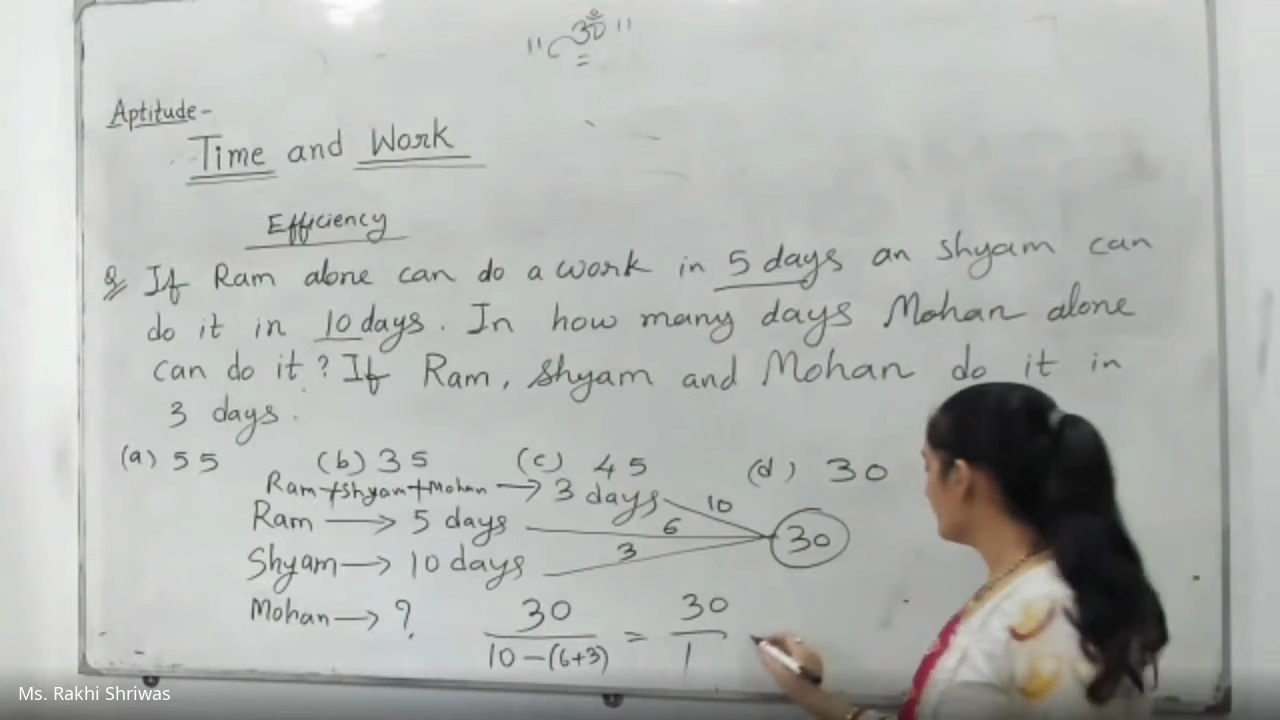 " ॐ "
Aptitude-
Time and Work
Efficiency
Q If Ram alone can do a work in 5 days an shyam can
do it in 10 days. In how many days Mohan alone
can do it? If Ram, Shyam and Mohan do it in
3 days.
(a) 55 (b) 35 (c) 45 (d) 30
Ram+Shyam+Mohan → 3 days 10
Ram → 5 days 6 30
Shyam → 10 days 3
Mohan → ? 30/10-(6+3) = 30/1
Ms. Rakhi Shriwas